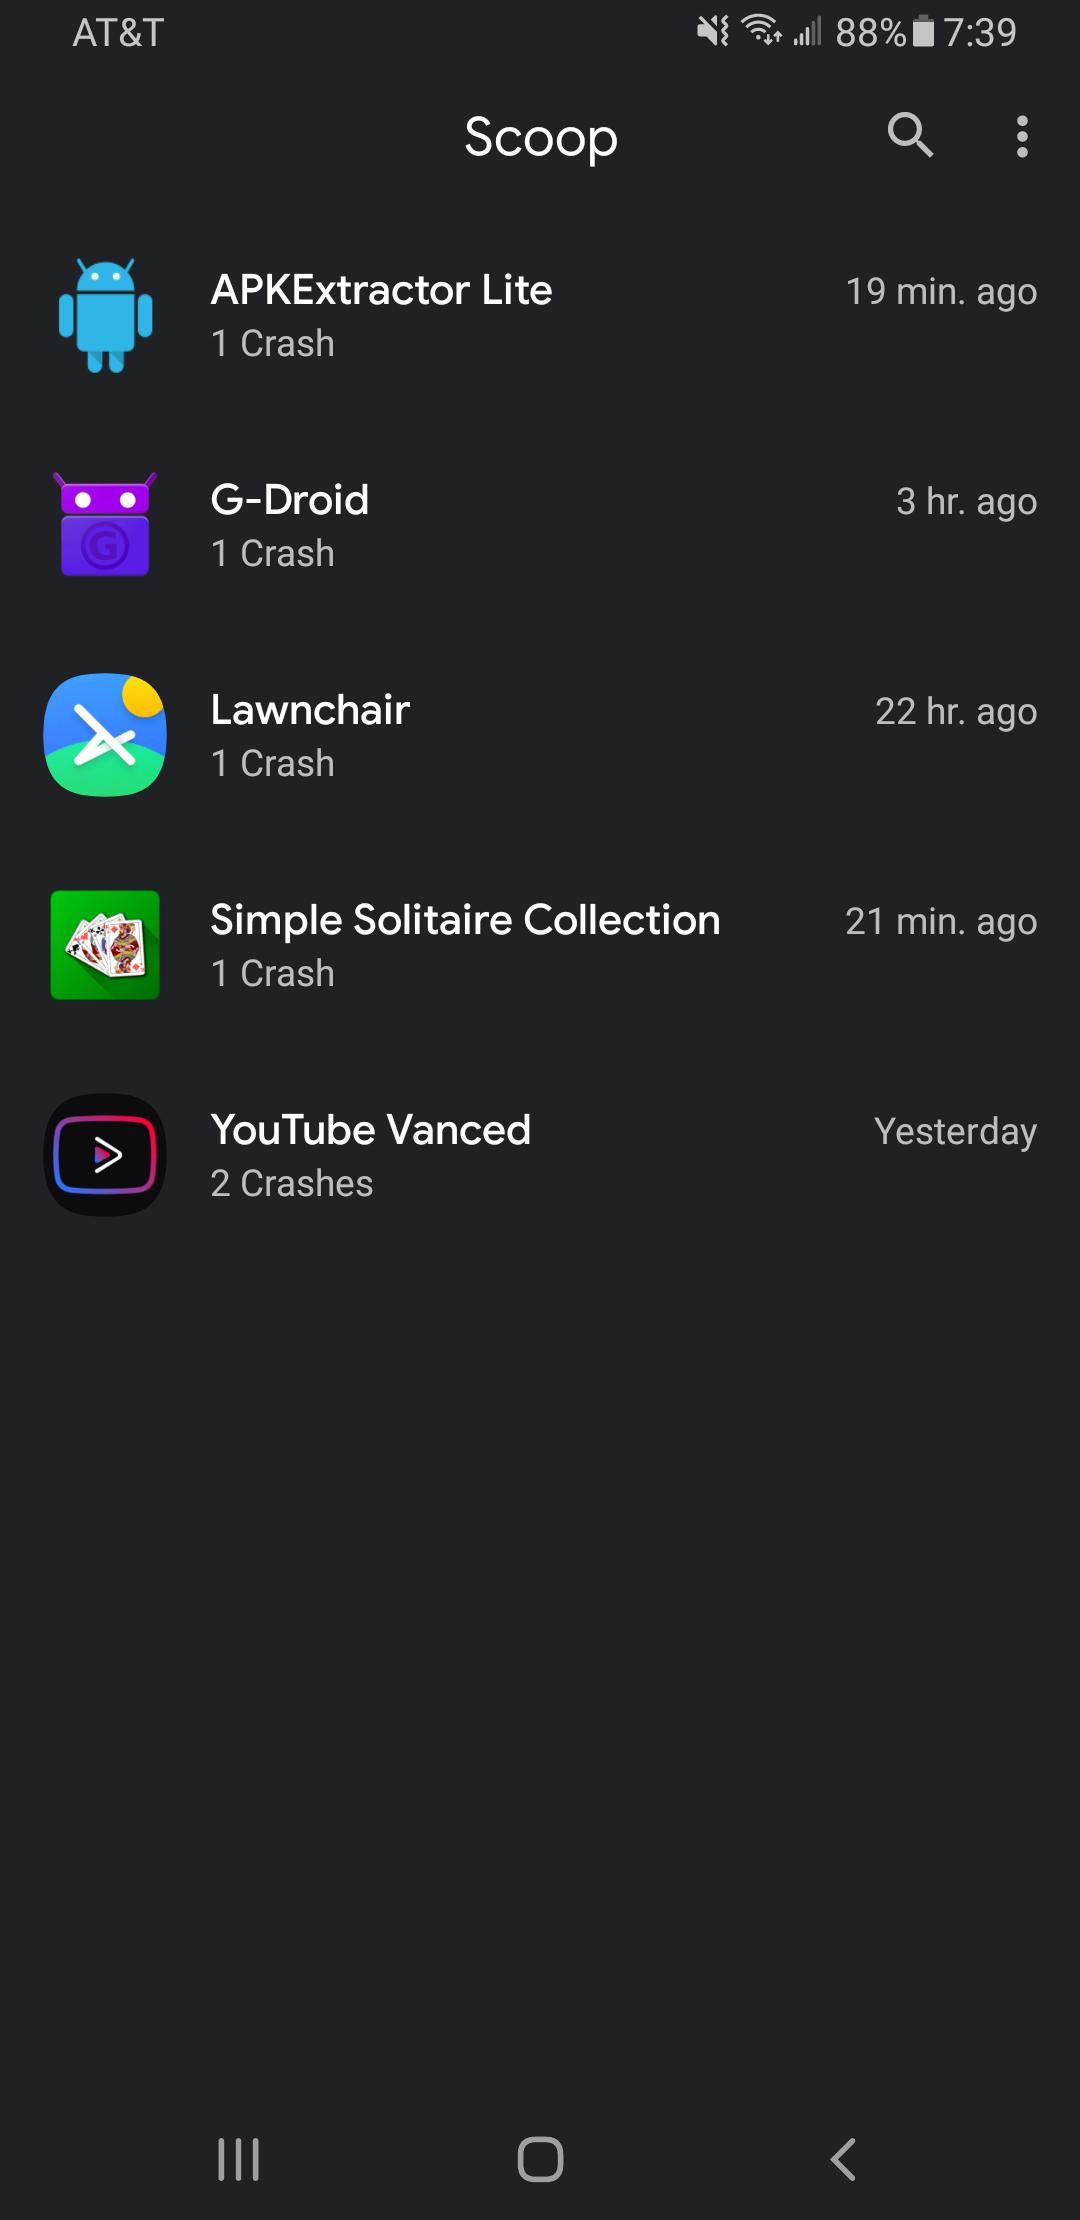 AT&T 88% 7:39
Scoop
APKExtractor Lite 19 min. ago
1 Crash
G-Droid 3 hr. ago
1 Crash
G
Lawnchair 22 hr. ago
1 Crash
Simple Solitaire Collection 21 min. ago
1 Crash
YouTube Vanced Yesterday
2 Crashes